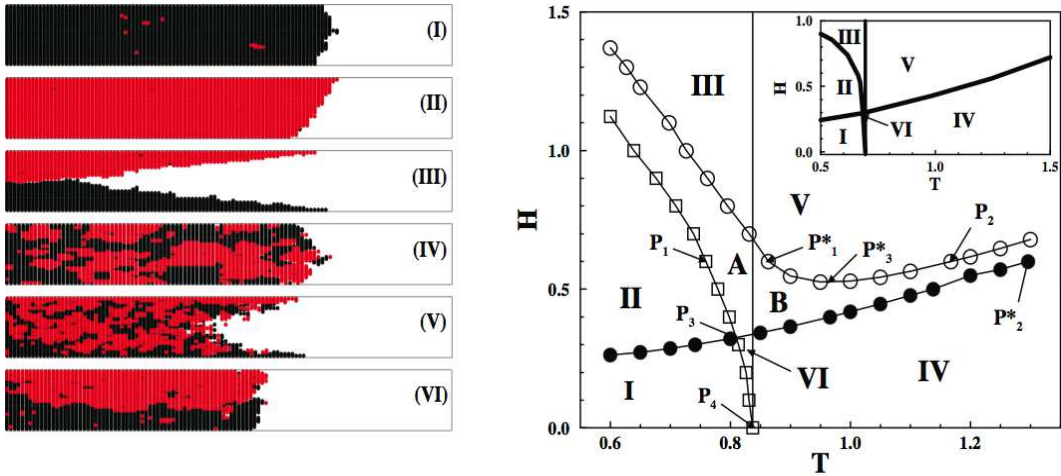 (I)
(II)
(III)
(IV)
(V)
(VI)
1.5
1.0
0.5
0.0
H
0.6
0.8
1.0
1.2
T
III
V
A
P₁
P*₁
P*₃
P₂
II
B
P₃
P*₂
I
VI
IV
P₄
1.0
0.5
0.0
H
III
II
V
I
VI
IV
0.5
1.0
1.5
T